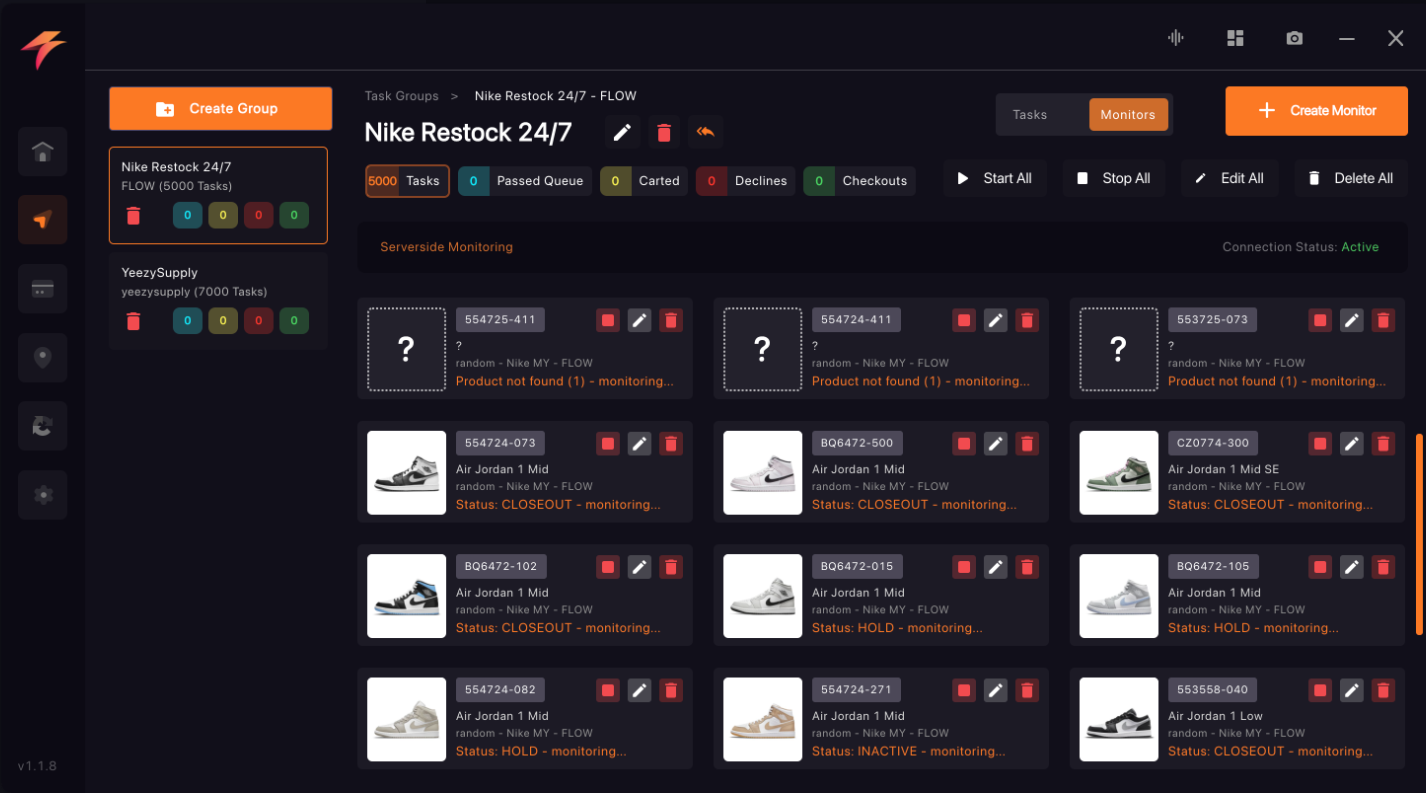 Create Group
Nike Restock 24/7
FLOW (5000 Tasks)
0 0 0 0
YeezySupply
yeezysupply (7000 Tasks)
0 0 0 0
v1.1.8
Task Groups > Nike Restock 24/7 - FLOW
Nike Restock 24/7
Tasks Monitors
Create Monitor
5000 Tasks 0 Passed Queue 0 Carted 0 Declines 0 Checkouts
Start All Stop All Edit All Delete All
Serverside Monitoring
Connection Status: Active
?
554725-411
?
random - Nike MY - FLOW
Product not found (1) - monitoring...
?
554724-411
?
random - Nike MY - FLOW
Product not found (1) - monitoring...
?
553725-073
?
random - Nike MY - FLOW
Product not found (1) - monitoring...
554724-073
Air Jordan 1 Mid
random - Nike MY - FLOW
Status: CLOSEOUT - monitoring...
BQ6472-500
Air Jordan 1 Mid
random - Nike MY - FLOW
Status: CLOSEOUT - monitoring...
CZ0774-300
Air Jordan 1 Mid SE
random - Nike MY - FLOW
Status: CLOSEOUT - monitoring...
BQ6472-102
Air Jordan 1 Mid
random - Nike MY - FLOW
Status: CLOSEOUT - monitoring...
BQ6472-015
Air Jordan 1 Mid
random - Nike MY - FLOW
Status: HOLD - monitoring...
BQ6472-105
Air Jordan 1 Mid
random - Nike MY - FLOW
Status: HOLD - monitoring...
554724-082
Air Jordan 1 Mid
random - Nike MY - FLOW
Status: HOLD - monitoring...
554724-271
Air Jordan 1 Mid
random - Nike MY - FLOW
Status: INACTIVE - monitoring...
553558-040
Air Jordan 1 Low
random - Nike MY - FLOW
Status: CLOSEOUT - monitoring...